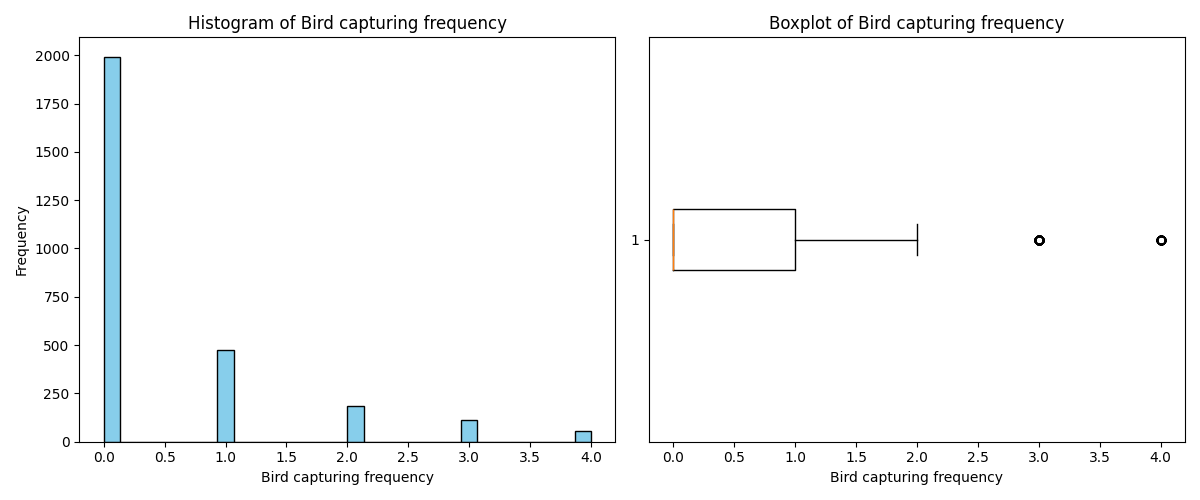 Histogram of Bird capturing frequency
Frequency
2000
1750
1500
1250
1000
750
500
250
0
0.0 0.5 1.0 1.5 2.0 2.5 3.0 3.5 4.0
Bird capturing frequency
Boxplot of Bird capturing frequency
1
0.0 0.5 1.0 1.5 2.0 2.5 3.0 3.5 4.0
Bird capturing frequency